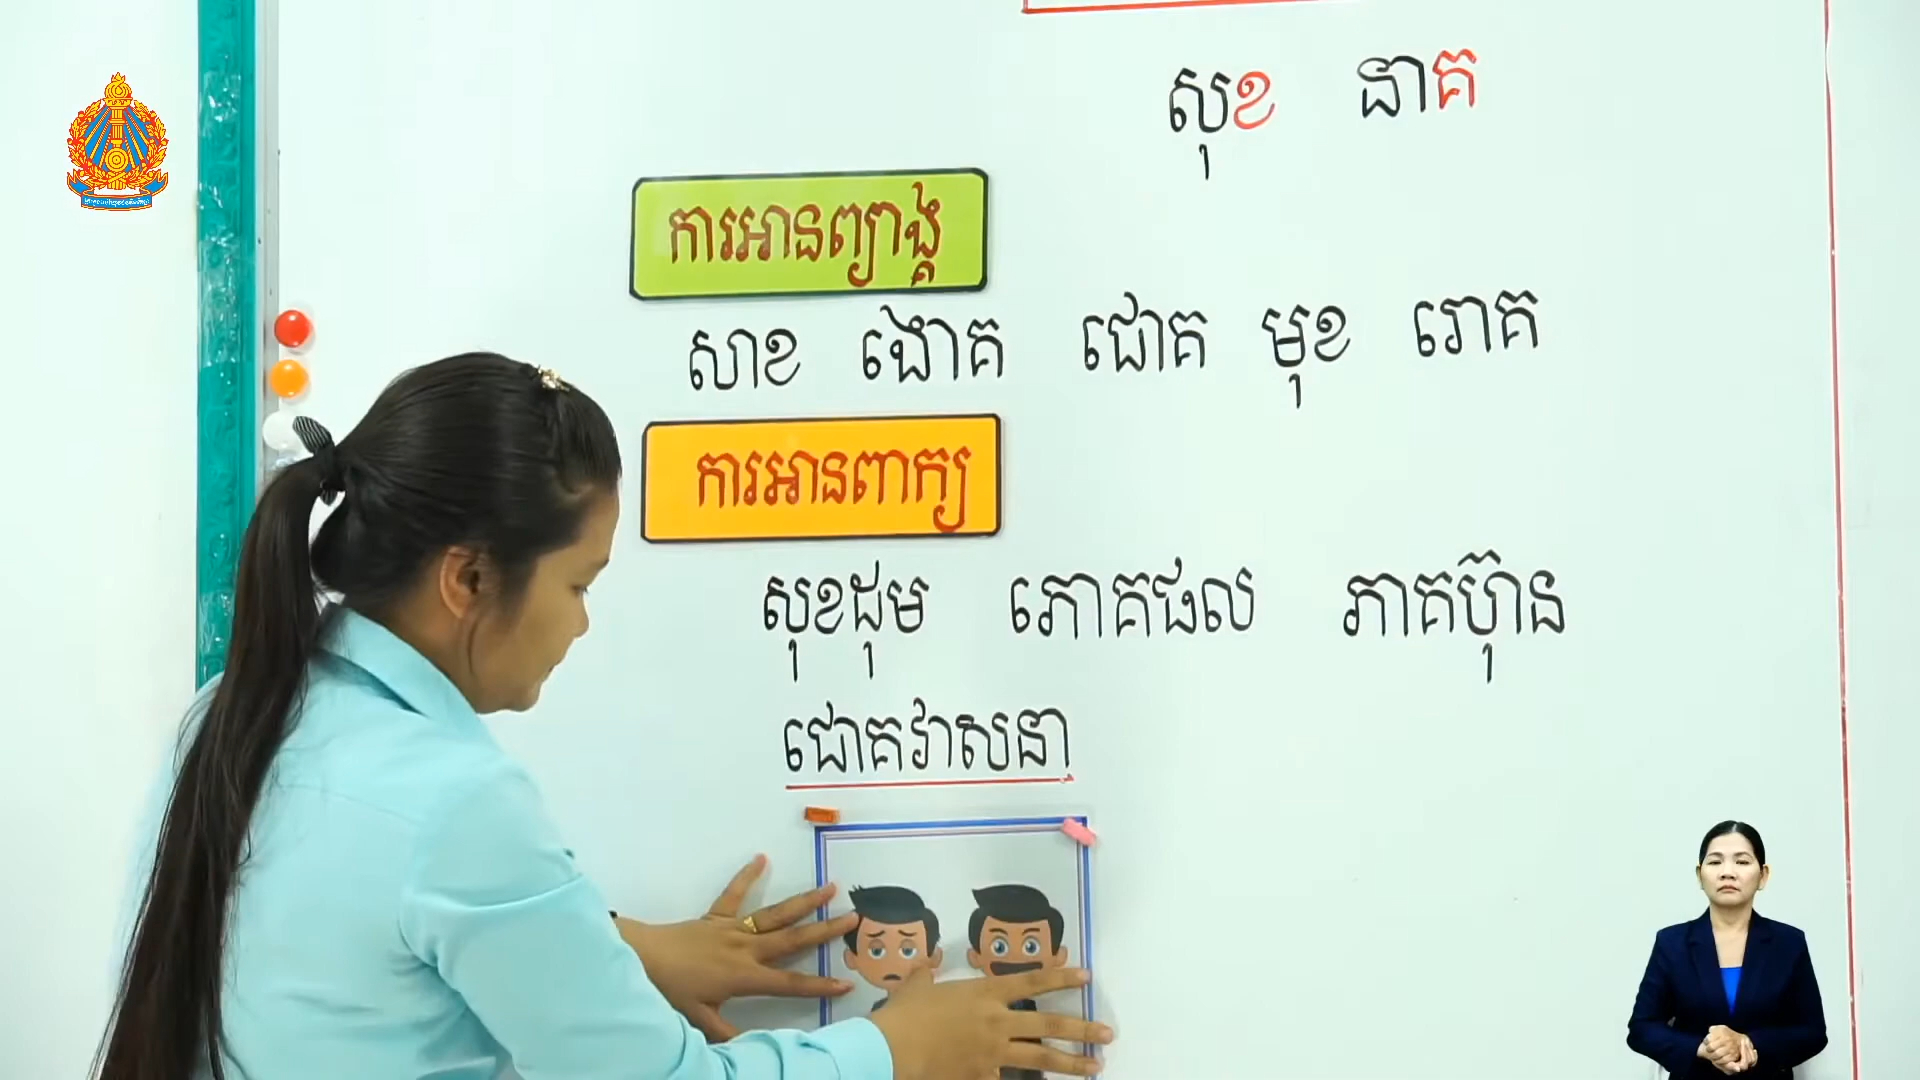 សុខ នាគ
ការអានព្យាង្គ
សាខ ងោគ ជោគ មុខ រោគ
ការអានពាក្យ
សុខដុម ភោគផល ភាគហ៊ុន
ជោគវាសនា